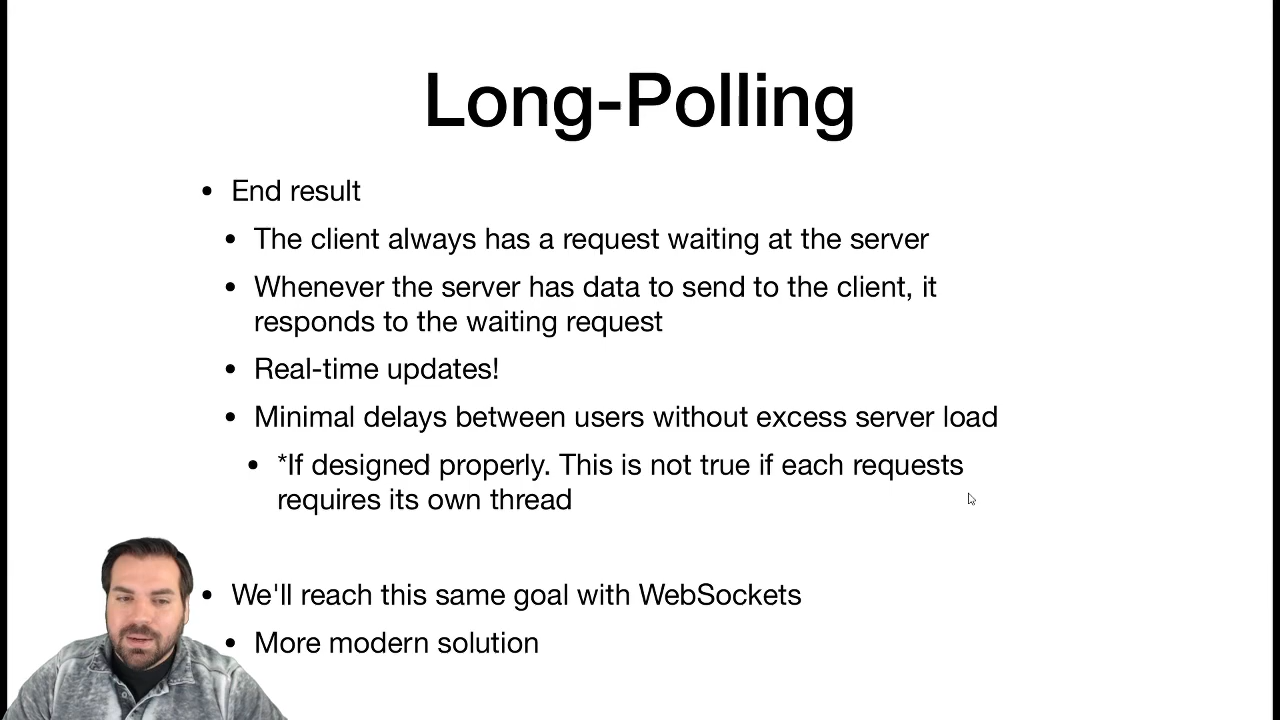 Long-Polling
• End result
• The client always has a request waiting at the server
• Whenever the server has data to send to the client, it
responds to the waiting request
• Real-time updates!
• Minimal delays between users without excess server load
• *If designed properly. This is not true if each requests
requires its own thread
• We'll reach this same goal with WebSockets
• More modern solution